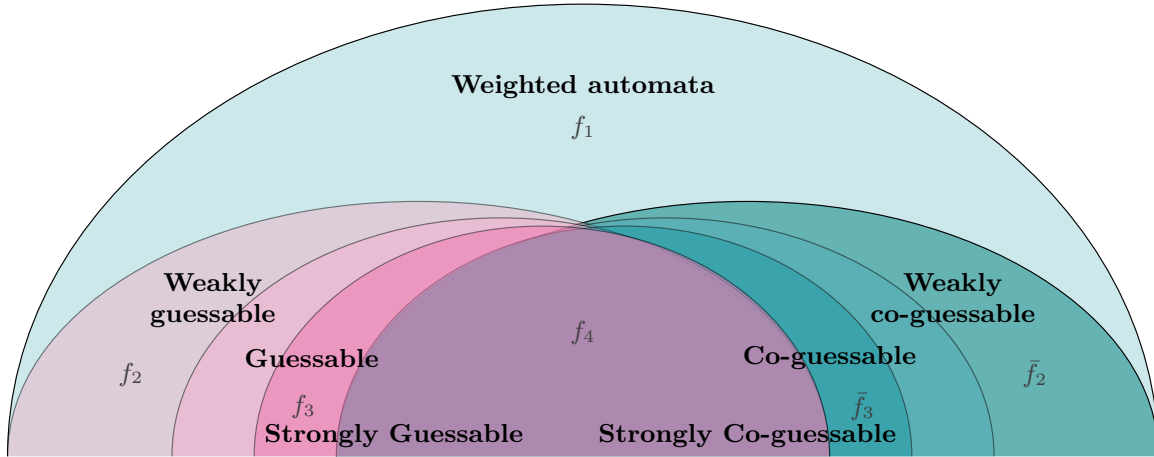 Weighted automata
f₁
Weakly
guessable
Weakly
co-guessable
Guessable
f₄
Co-guessable
f₂
f̄₂
f₃
f̄₃
Strongly Guessable
Strongly Co-guessable